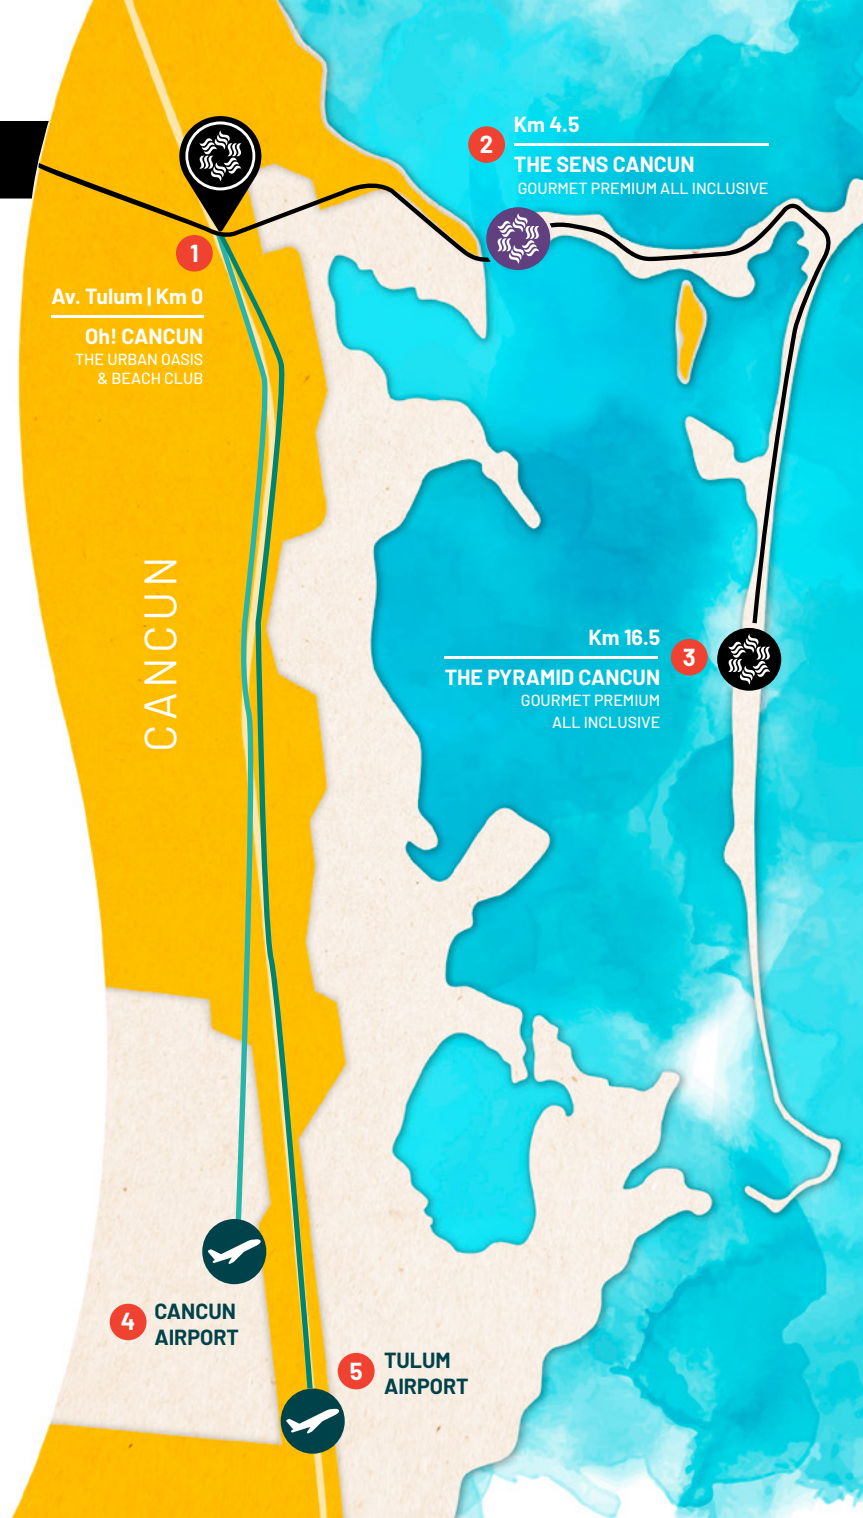 Km 4.5
2
THE SENS CANCUN
GOURMET PREMIUM ALL INCLUSIVE
1
Av. Tulum | Km 0
Oh! CANCUN
THE URBAN OASIS
& BEACH CLUB
CANCUN
Km 16.5
3
THE PYRAMID CANCUN
GOURMET PREMIUM
ALL INCLUSIVE
4
CANCUN
AIRPORT
5
TULUM
AIRPORT